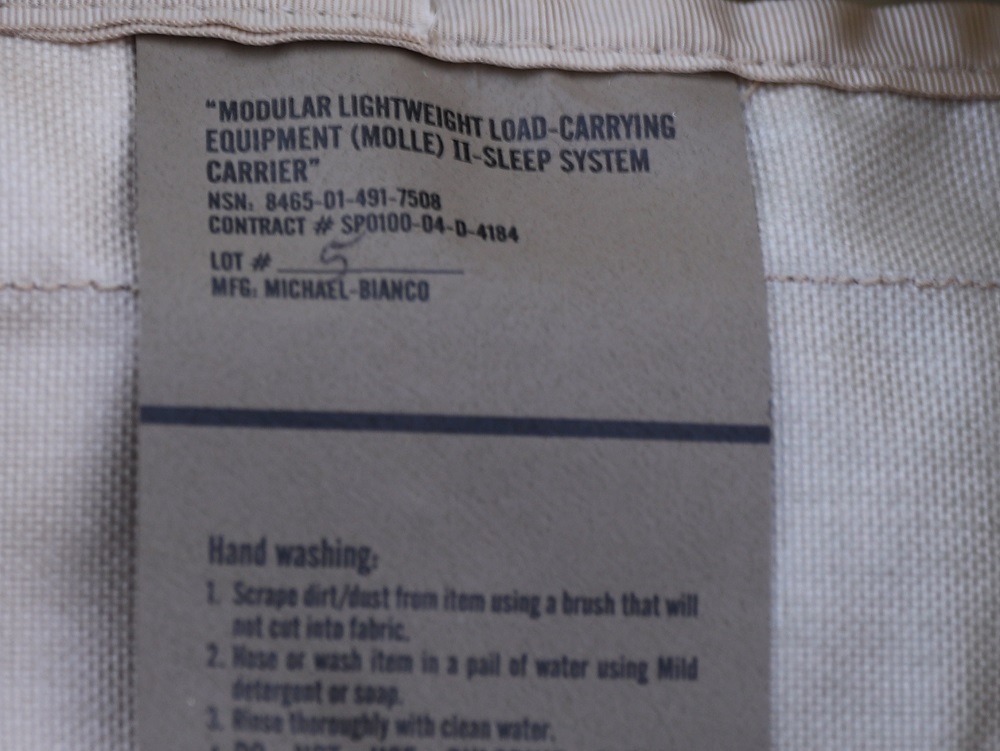 "MODULAR LIGHTWEIGHT LOAD-CARRYING
EQUIPMENT (MOLLE) II-SLEEP SYSTEM
CARRIER"
NSN: 8465-01-491-7508
CONTRACT # SP0100-04-D-4184
LOT # 5
MFG: MICHAEL-BIANCO
Hand washing:
1. Scrape dirt/dust from item using a brush that will
not cut into fabric.
2. Hose or wash item in a pail of water using Mild
detergent or soap.
3. Rinse thoroughly with clean water.
DO NOT USE